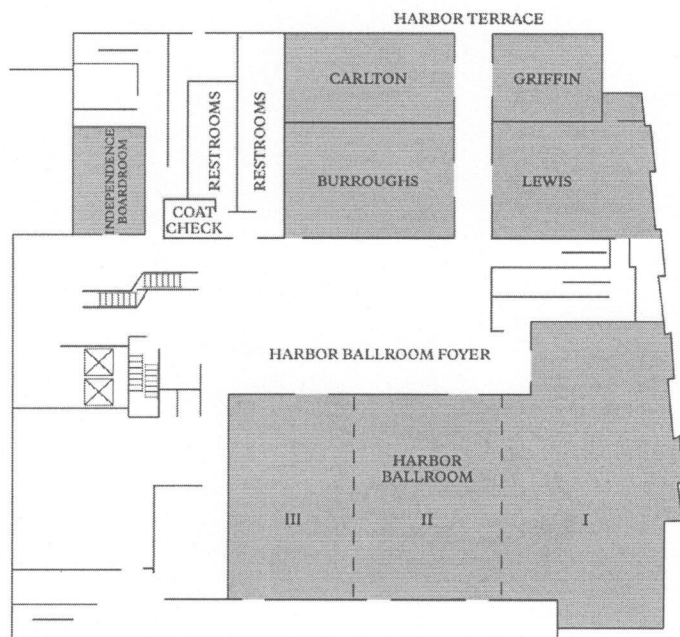 HARBOR TERRACE
CARLTON
GRIFFIN
INDEPENDENCE
BOARDROOM
RESTROOMS
RESTROOMS
BURROUGHS
LEWIS
COAT
CHECK
HARBOR BALLROOM FOYER
HARBOR
BALLROOM
III
II
I